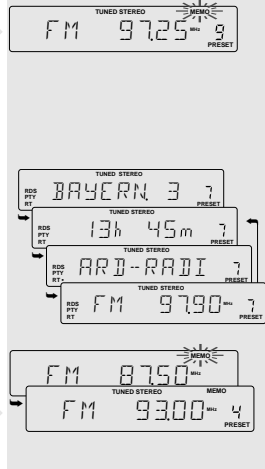 TUNED STEREO MEMO
FM 97.25 MHz 9
PRESET
TUNED STEREO
RDS
PTY
RT
BAYERN 3 7
PRESET
TUNED STEREO
RDS
PTY
RT
13h 45m 7
PRESET
TUNED STEREO
RDS
PTY
RT
ARD-RADI 7
PRESET
TUNED STEREO
RDS
PTY
RT
FM 97.90 MHz 7
PRESET
MEMO
FM 87.50 MHz
TUNED STEREO MEMO
FM 93.00 MHz 4
PRESET